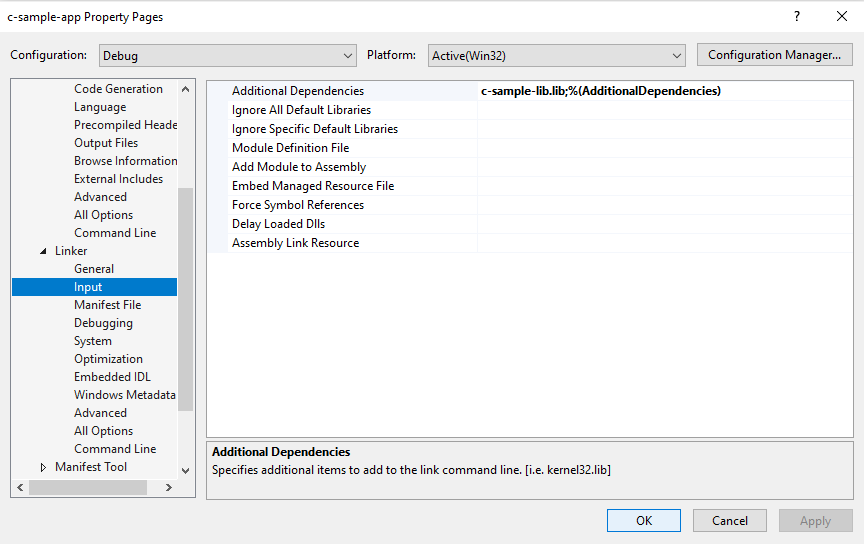 c-sample-app Property Pages
?
Configuration: Debug Platform: Active(Win32) Configuration Manager...
Code Generation
Language
Precompiled Heade
Output Files
Browse Information
External Includes
Advanced
All Options
Command Line
Linker
General
Input
Manifest File
Debugging
System
Optimization
Embedded IDL
Windows Metadata
Advanced
All Options
Command Line
Manifest Tool
Additional Dependencies c-sample-lib.lib;%(AdditionalDependencies)
Ignore All Default Libraries
Ignore Specific Default Libraries
Module Definition File
Add Module to Assembly
Embed Managed Resource File
Force Symbol References
Delay Loaded Dlls
Assembly Link Resource
Additional Dependencies
Specifies additional items to add to the link command line. [i.e. kernel32.lib]
OK Cancel Apply